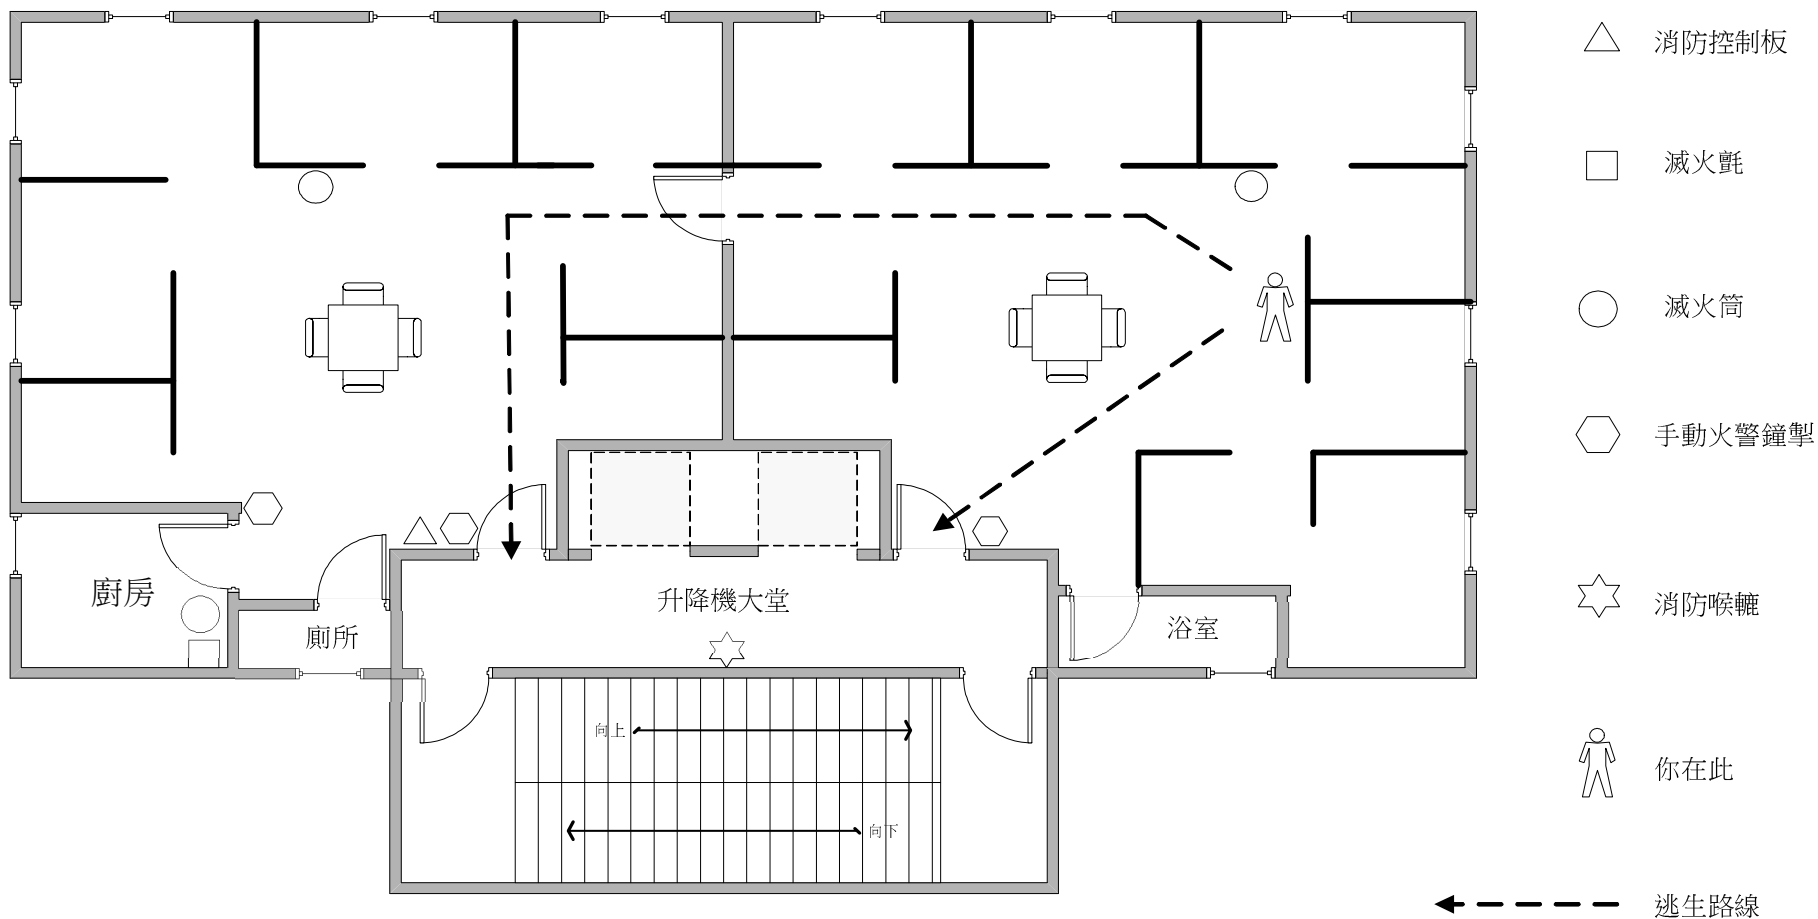 消防控制板
滅火氈
滅火筒
手動火警鐘掣
廚房
升降機大堂
消防喉轆
廁所
浴室
向上
你在此
向下
逃生路線